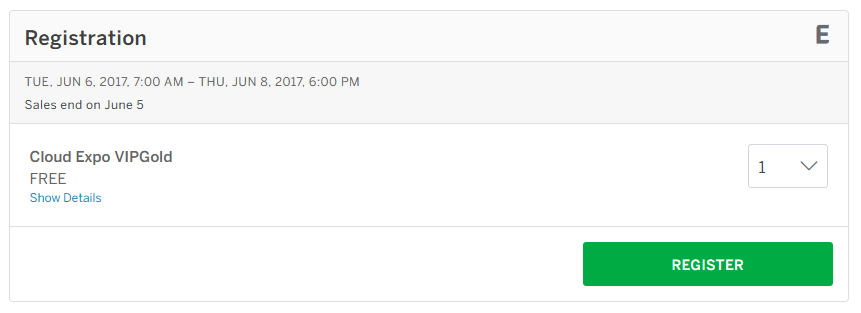 Registration
E
TUE, JUN 6, 2017, 7:00 AM – THU, JUN 8, 2017, 6:00 PM
Sales end on June 5
Cloud Expo VIPGold
1
FREE
Show Details
REGISTER